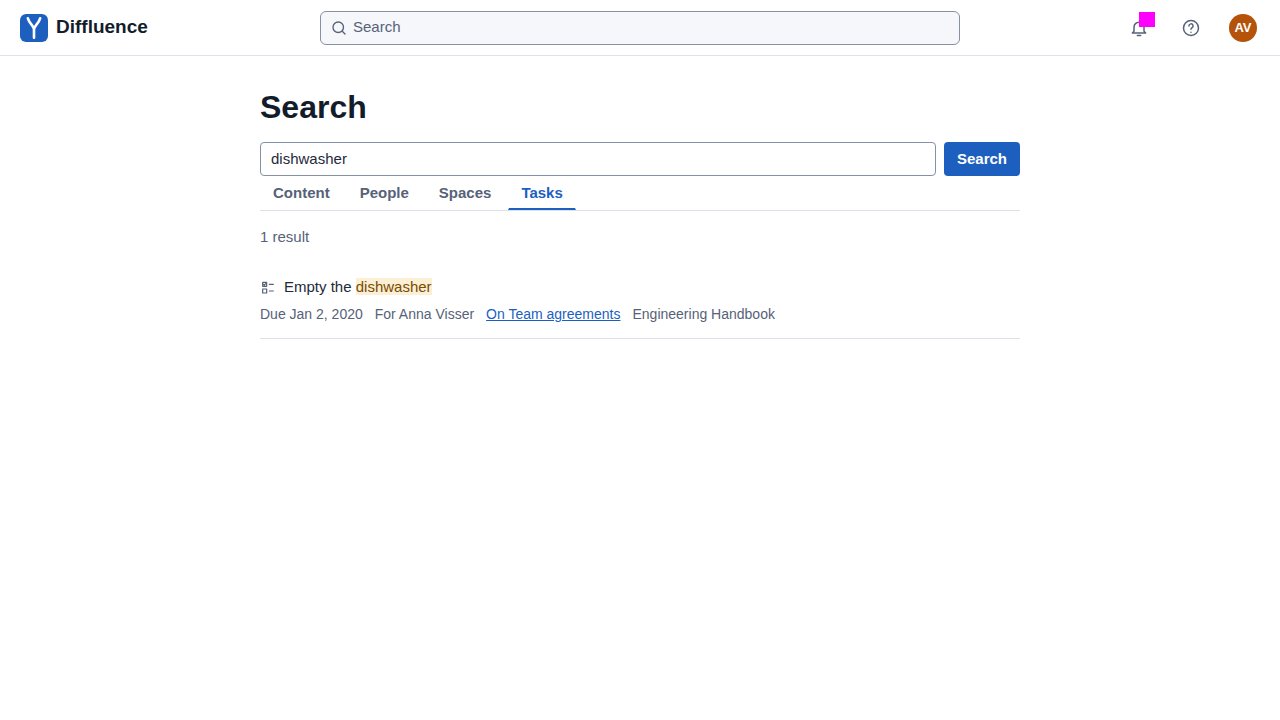 Diffluence
Search
AV
Search
dishwasher
Search
Content People Spaces Tasks
1 result
Empty the dishwasher
Due Jan 2, 2020 For Anna Visser On Team agreements Engineering Handbook